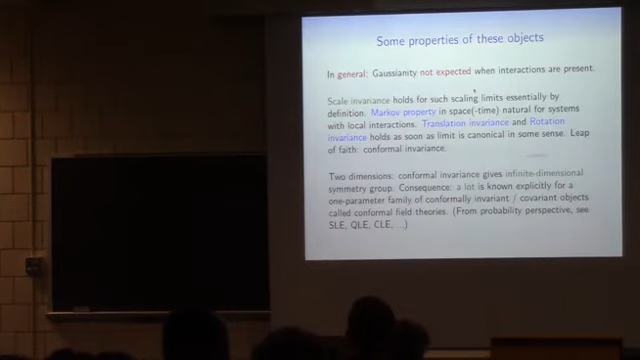 Some properties of these objects
In general: Gaussianity not expected when interactions are present.
Scale invariance holds for such scaling limits essentially by
definition. Markov property in space(-time) natural for systems
with local interactions. Translation invariance and Rotation
invariance holds as soon as limit is canonical in some sense. Leap
of faith: conformal invariance.
Two dimensions: conformal invariance gives infinite-dimensional
symmetry group. Consequence: a lot is known explicitly for a
one-parameter family of conformally invariant / covariant objects
called conformal field theories. (From probability perspective, see
SLE, QLE, CLE, ...)